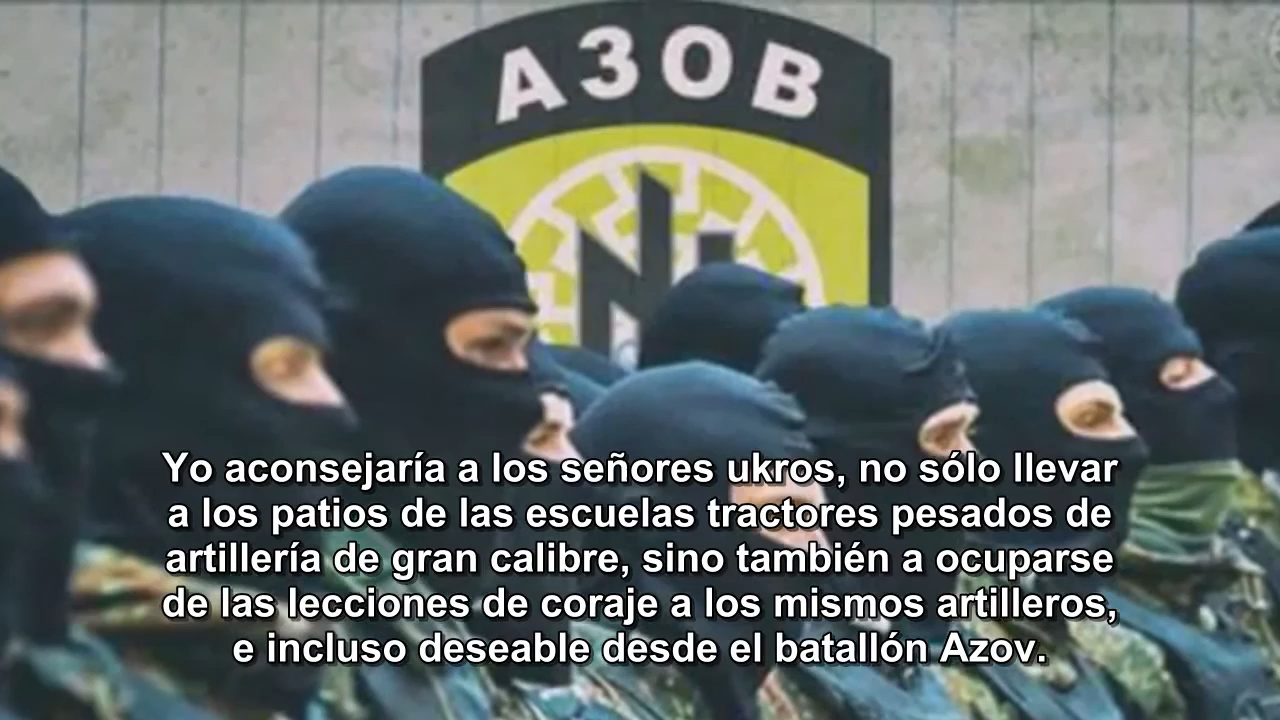 АЗОВ
Yo aconsejaría a los señores ukros, no sólo llevar
a los patios de las escuelas tractores pesados de
artillería de gran calibre, sino también a ocuparse
de las lecciones de coraje a los mismos artilleros,
e incluso deseable desde el batallón Azov.